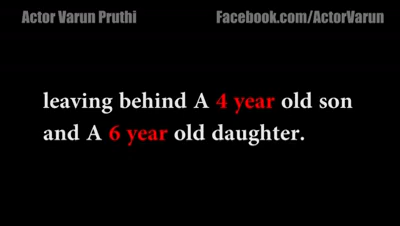 Actor Varun Pruthi Facebook.com/ActorVarun
leaving behind A 4 year old son
and A 6 year old daughter.